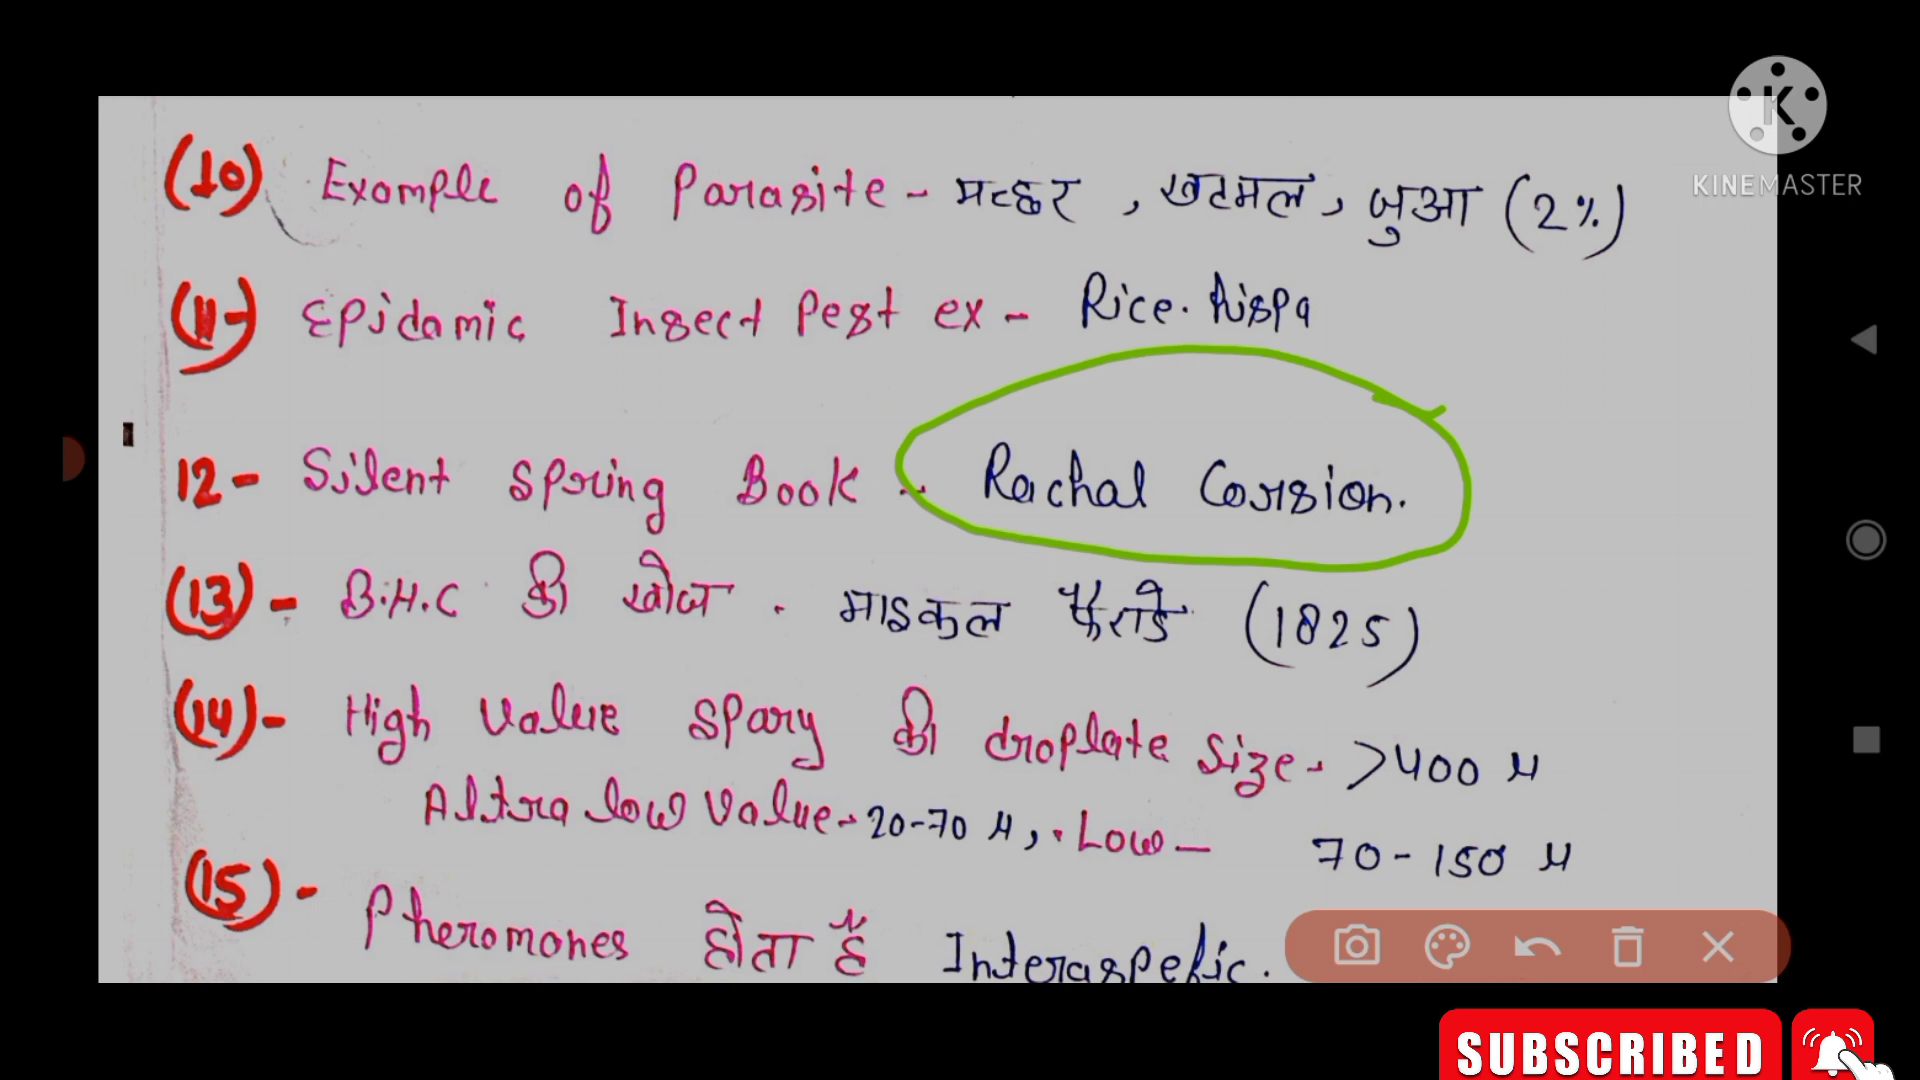 (10) Example of Parasite - मच्छर , खटमल, जुआ (2%)
KINEMASTER
(11-) Epidamic Insect Pest ex - Rice. hispa
12- Silent Spring Book - Rachal Corsion.
(13) - B.H.C की खोज - माइकल फैराडे (1825)
(14)- High Value Spary की droplate Size - >400 μ
Altra low Value - 20-70 μ, Low - 70-150 μ
(15) - Pheromones होता है Interaspefic.
SUBSCRIBED